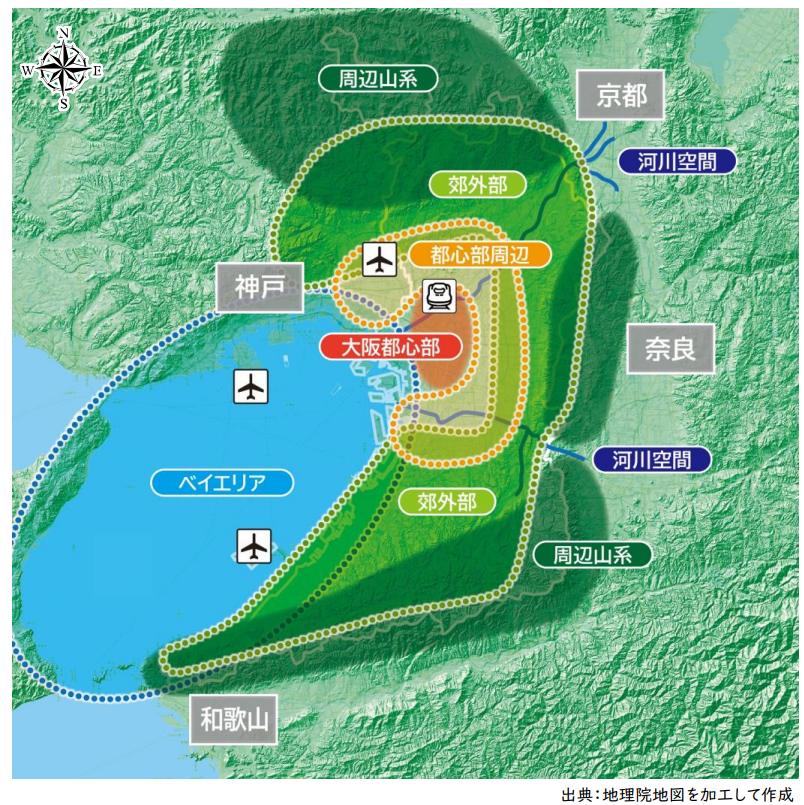 N
W E
S
周辺山系
京都
河川空間
郊外部
都心部周辺
神戸
大阪都心部
奈良
河川空間
ベイエリア
郊外部
周辺山系
和歌山
出典：地理院地図を加工して作成